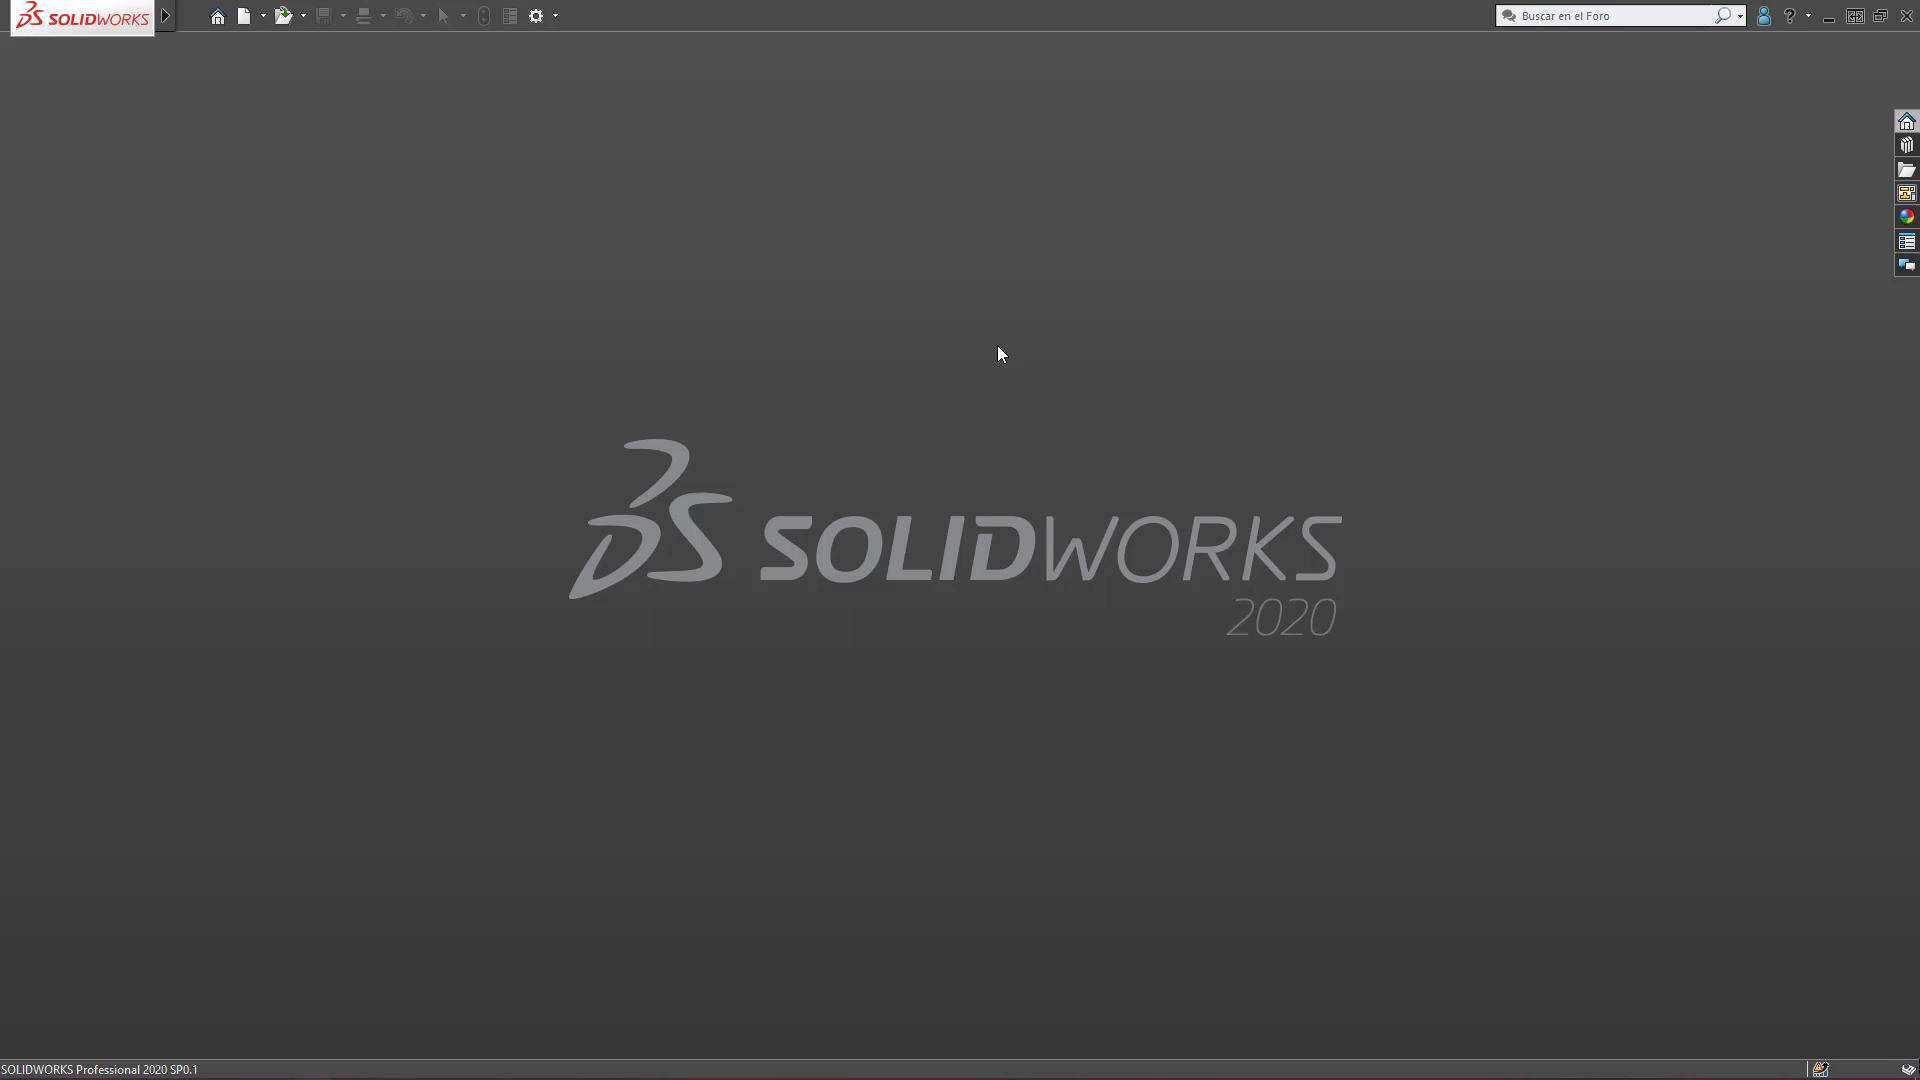 SOLIDWORKS
Buscar en el Foro
SOLIDWORKS
2020
SOLIDWORKS Professional 2020 SP0.1